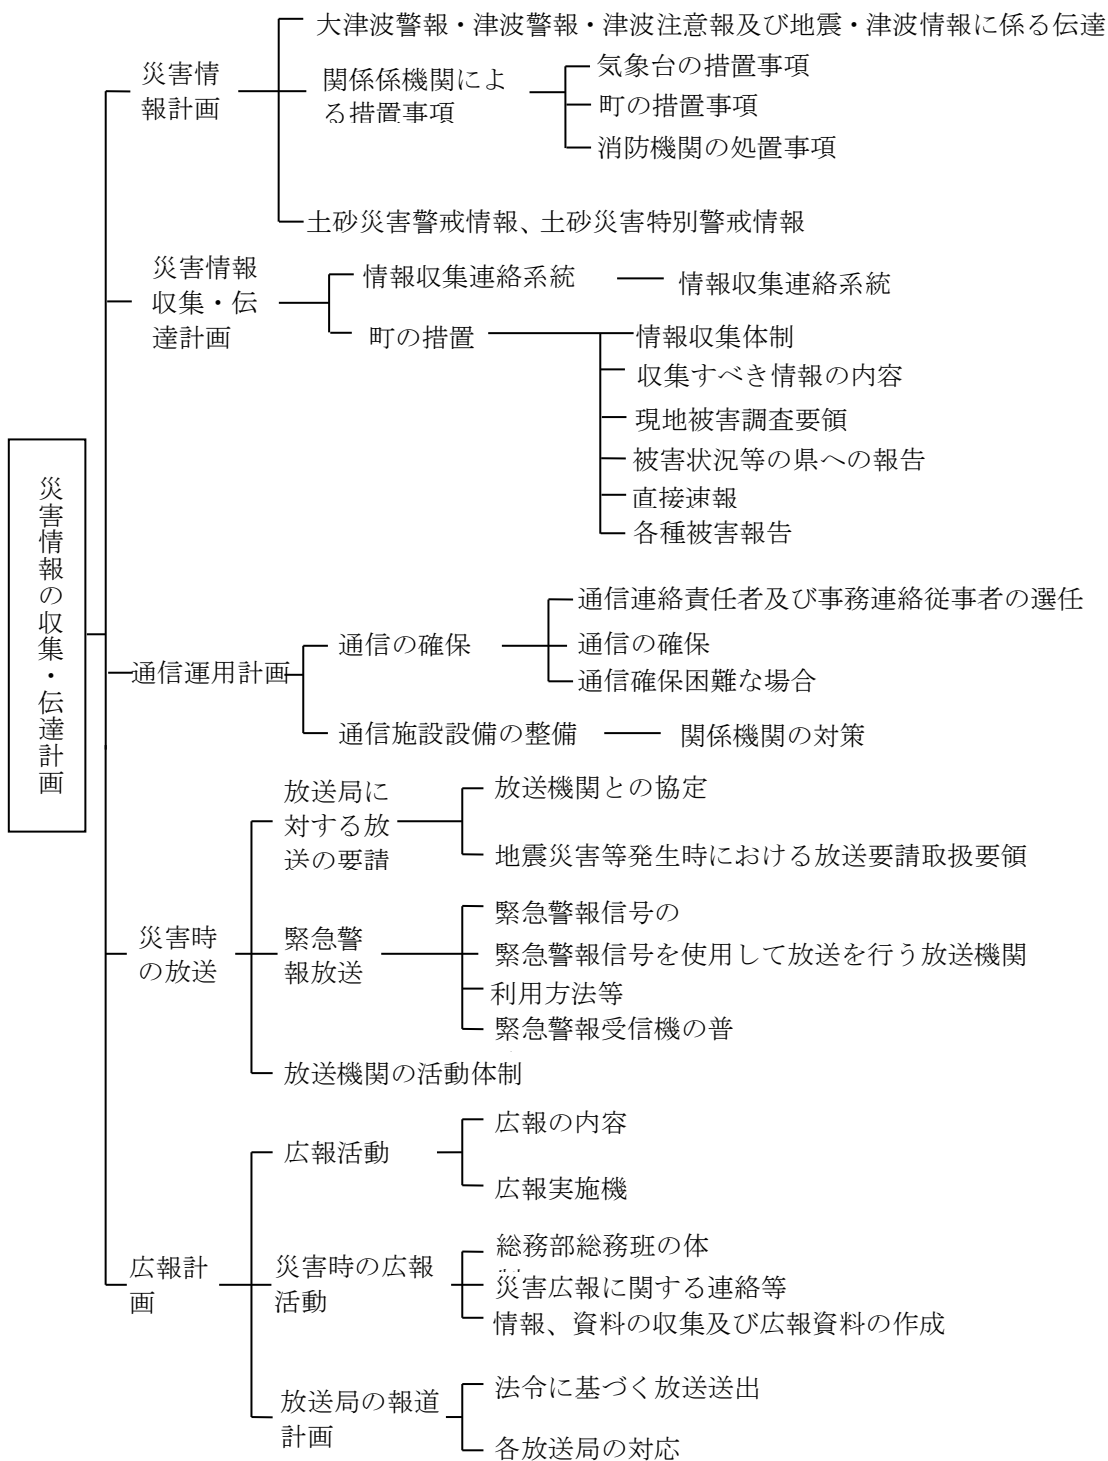 災害情報の収集・伝達計画
災害情
報計画
大津波警報・津波警報・津波注意報及び地震・津波情報に係る伝達
関係係機関によ
る措置事項
気象台の措置事項
町の措置事項
消防機関の処置事項
土砂災害警戒情報、土砂災害特別警戒情報
災害情報
収集・伝
達計画
情報収集連絡系統
情報収集連絡系統
町の措置
情報収集体制
収集すべき情報の内容
現地被害調査要領
被害状況等の県への報告
直接速報
各種被害報告
通信運用計画
通信の確保
通信連絡責任者及び事務連絡従事者の選任
通信の確保
通信確保困難な場合
通信施設設備の整備
関係機関の対策
災害時
の放送
放送局に
対する放
送の要請
放送機関との協定
地震災害等発生時における放送要請取扱要領
緊急警
報放送
緊急警報信号の
緊急警報信号を使用して放送を行う放送機関
利用方法等
緊急警報受信機の普
放送機関の活動体制
広報計
画
広報活動
広報の内容
広報実施機
災害時の広報
活動
総務部総務班の体
災害広報に関する連絡等
情報、資料の収集及び広報資料の作成
放送局の報道
計画
法令に基づく放送送出
各放送局の対応